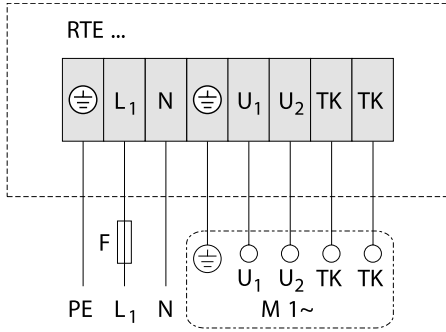 RTE ...
L1 N U1 U2 TK TK
F
U1 U2 TK TK
PE L1 N M 1~